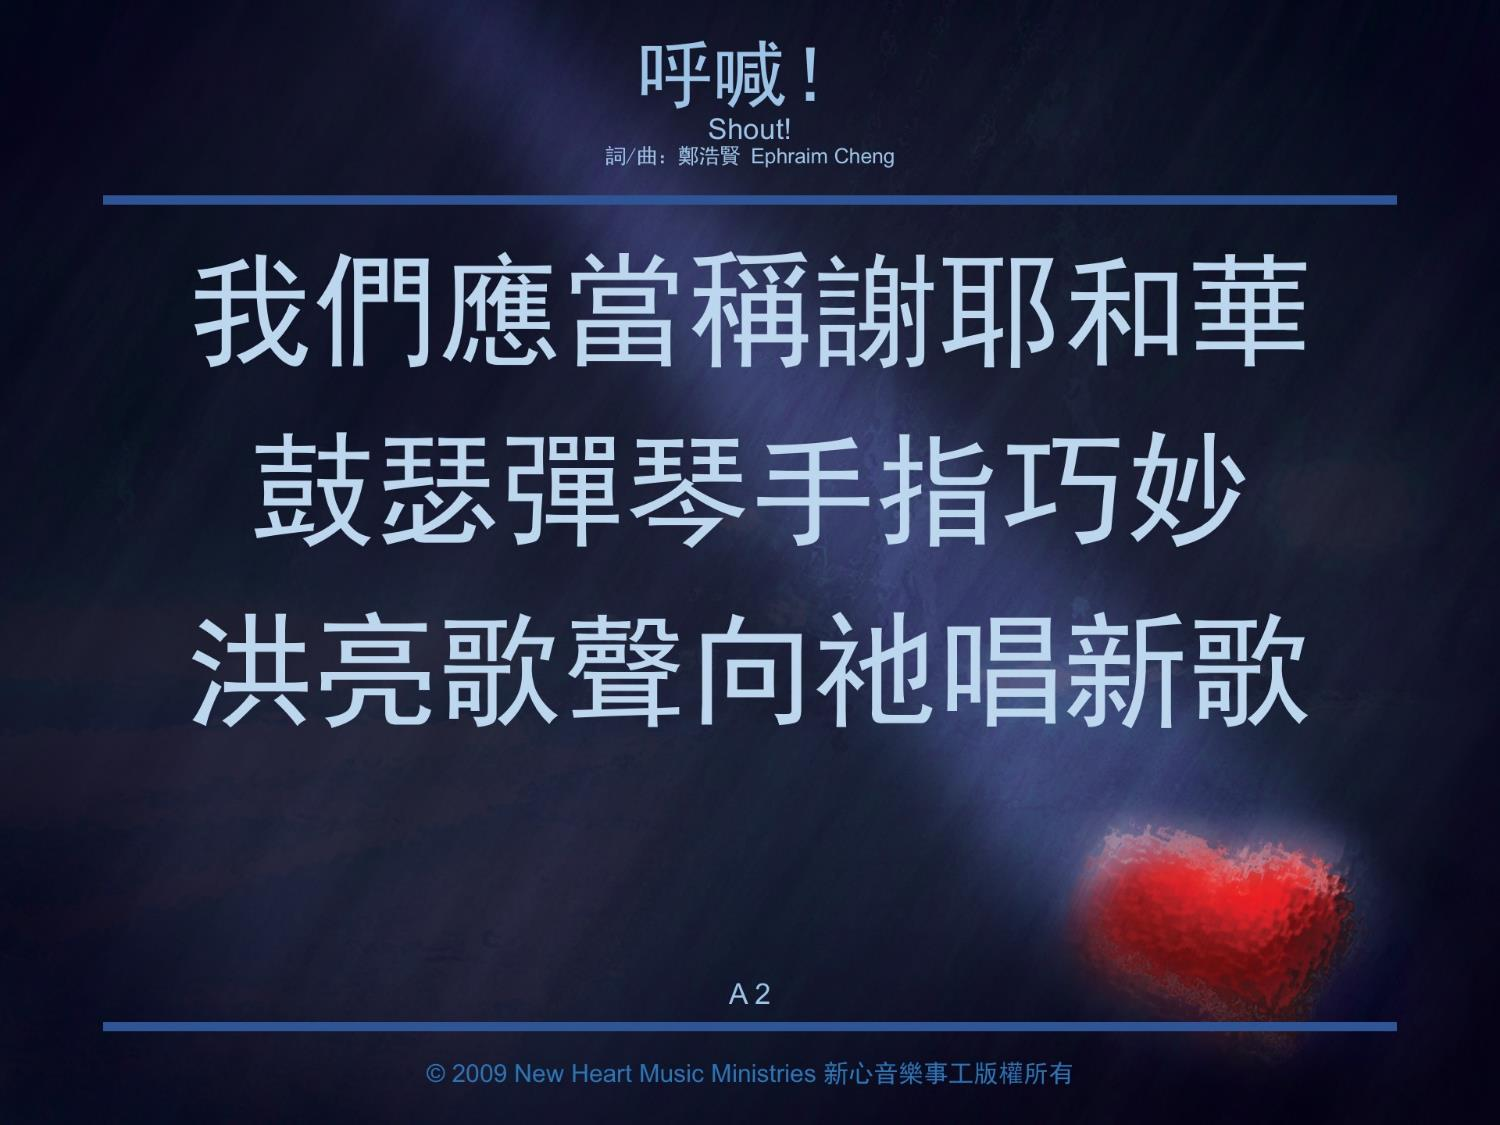 呼喊！
Shout!
詞/曲：鄭浩賢 Ephraim Cheng
我們應當稱謝耶和華
鼓瑟彈琴手指巧妙
洪亮歌聲向祂唱新歌
A 2
© 2009 New Heart Music Ministries 新心音樂事工版權所有